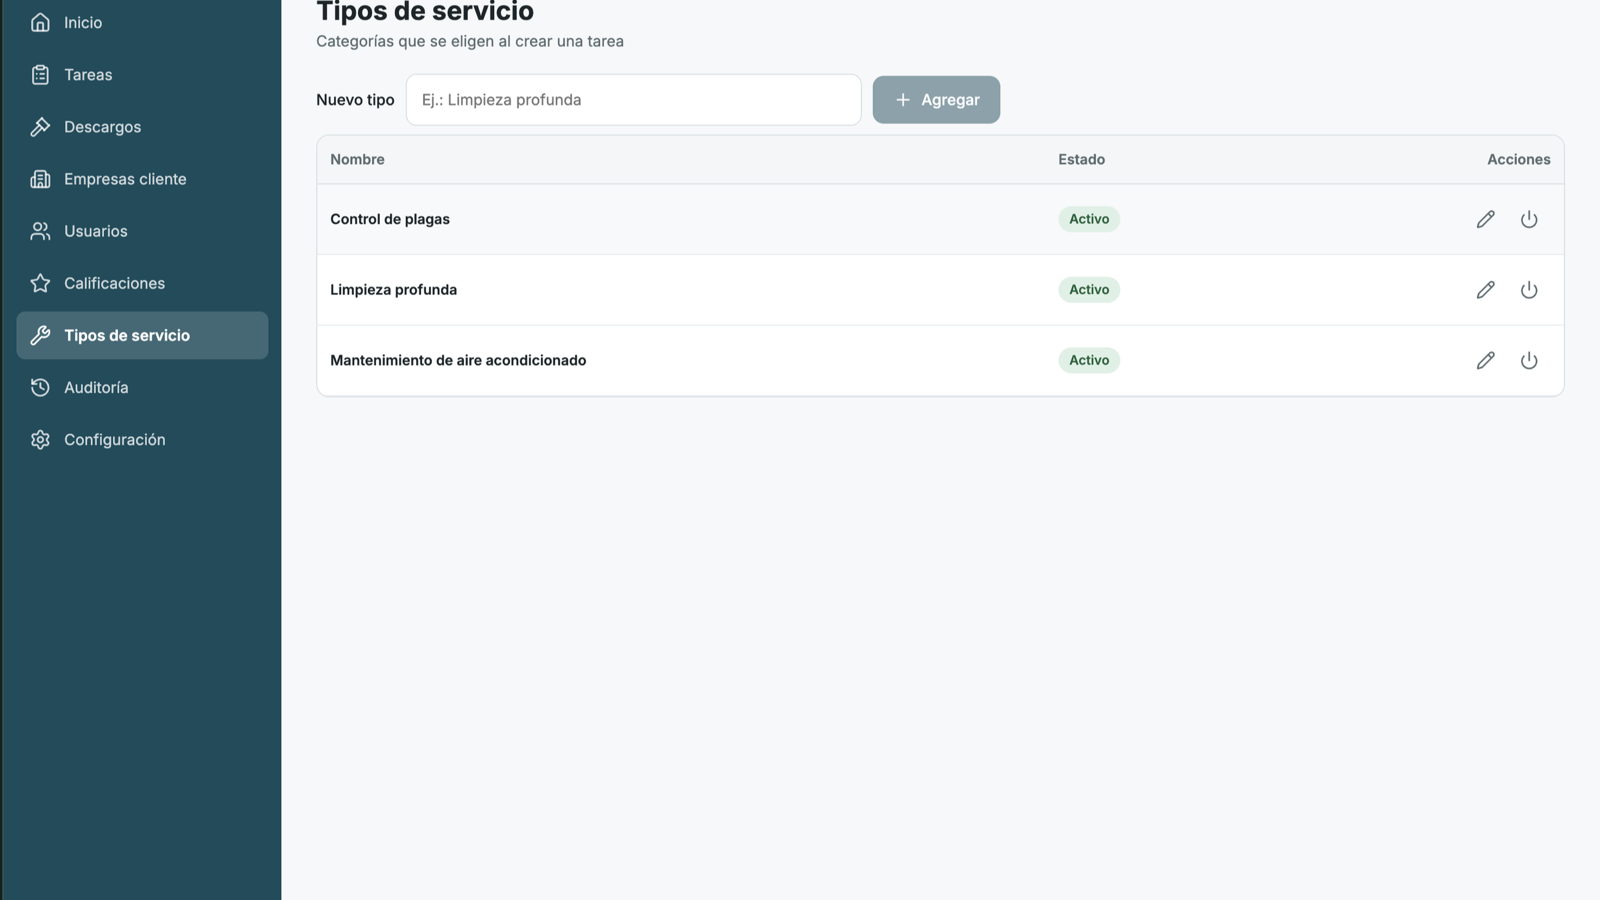 Inicio
Tareas
Descargos
Empresas cliente
Usuarios
Calificaciones
Tipos de servicio
Auditoría
Configuración
Tipos de servicio
Categorías que se eligen al crear una tarea
Nuevo tipo
Ej.: Limpieza profunda
Agregar
Nombre Estado Acciones
Control de plagas Activo
Limpieza profunda Activo
Mantenimiento de aire acondicionado Activo